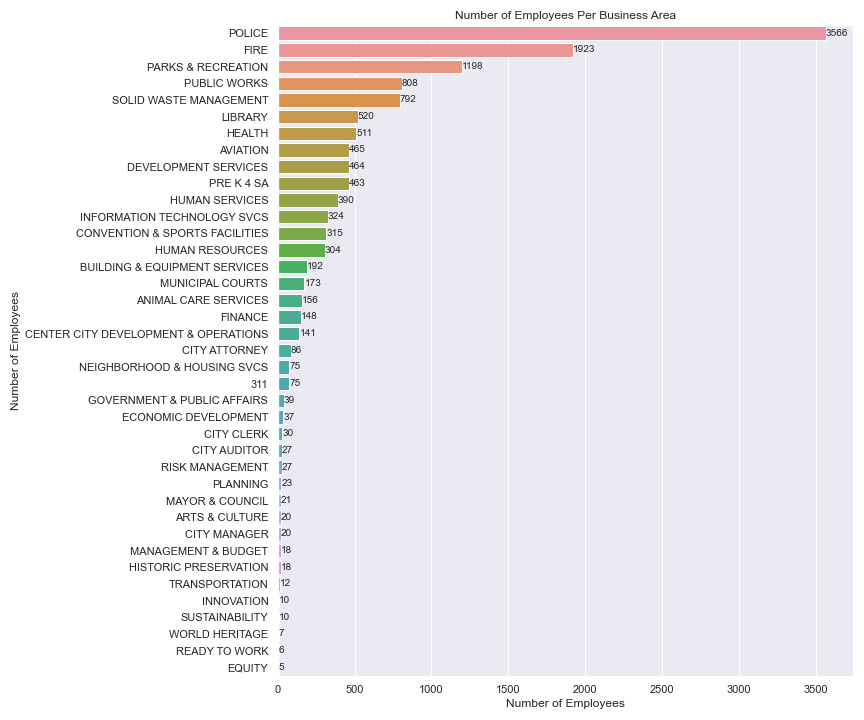 Number of Employees Per Business Area
POLICE 3566
FIRE 1923
PARKS & RECREATION 1198
PUBLIC WORKS 808
SOLID WASTE MANAGEMENT 792
LIBRARY 520
HEALTH 511
AVIATION 465
DEVELOPMENT SERVICES 464
PRE K 4 SA 463
HUMAN SERVICES 390
INFORMATION TECHNOLOGY SVCS 324
CONVENTION & SPORTS FACILITIES 315
HUMAN RESOURCES 304
BUILDING & EQUIPMENT SERVICES 192
MUNICIPAL COURTS 173
ANIMAL CARE SERVICES 156
FINANCE 148
CENTER CITY DEVELOPMENT & OPERATIONS 141
CITY ATTORNEY 86
NEIGHBORHOOD & HOUSING SVCS 75
311 75
GOVERNMENT & PUBLIC AFFAIRS 39
ECONOMIC DEVELOPMENT 37
CITY CLERK 30
CITY AUDITOR 27
RISK MANAGEMENT 27
PLANNING 23
MAYOR & COUNCIL 21
ARTS & CULTURE 20
CITY MANAGER 20
MANAGEMENT & BUDGET 18
HISTORIC PRESERVATION 18
TRANSPORTATION 12
INNOVATION 10
SUSTAINABILITY 10
WORLD HERITAGE 7
READY TO WORK 6
EQUITY 5
0 500 1000 1500 2000 2500 3000 3500
Number of Employees
Number of Employees